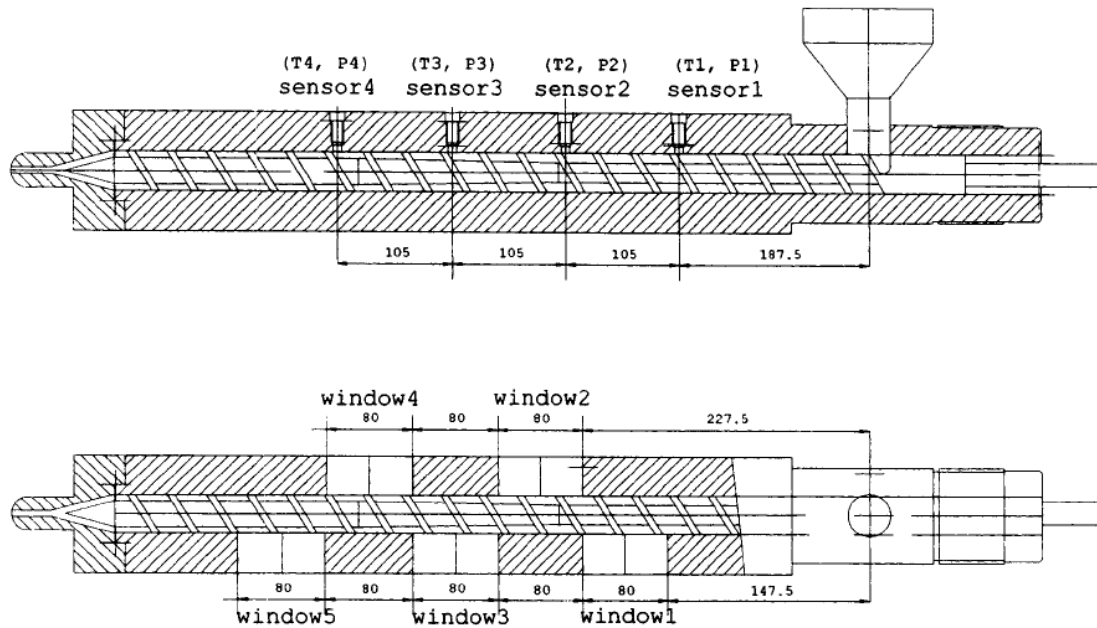 (T4, P4) (T3, P3) (T2, P2) (T1, P1)
sensor4 sensor3 sensor2 sensor1
105 105 105 187.5
window4 window2
80 80 80 227.5
80 80 80 80 80 147.5
window5 window3 window1